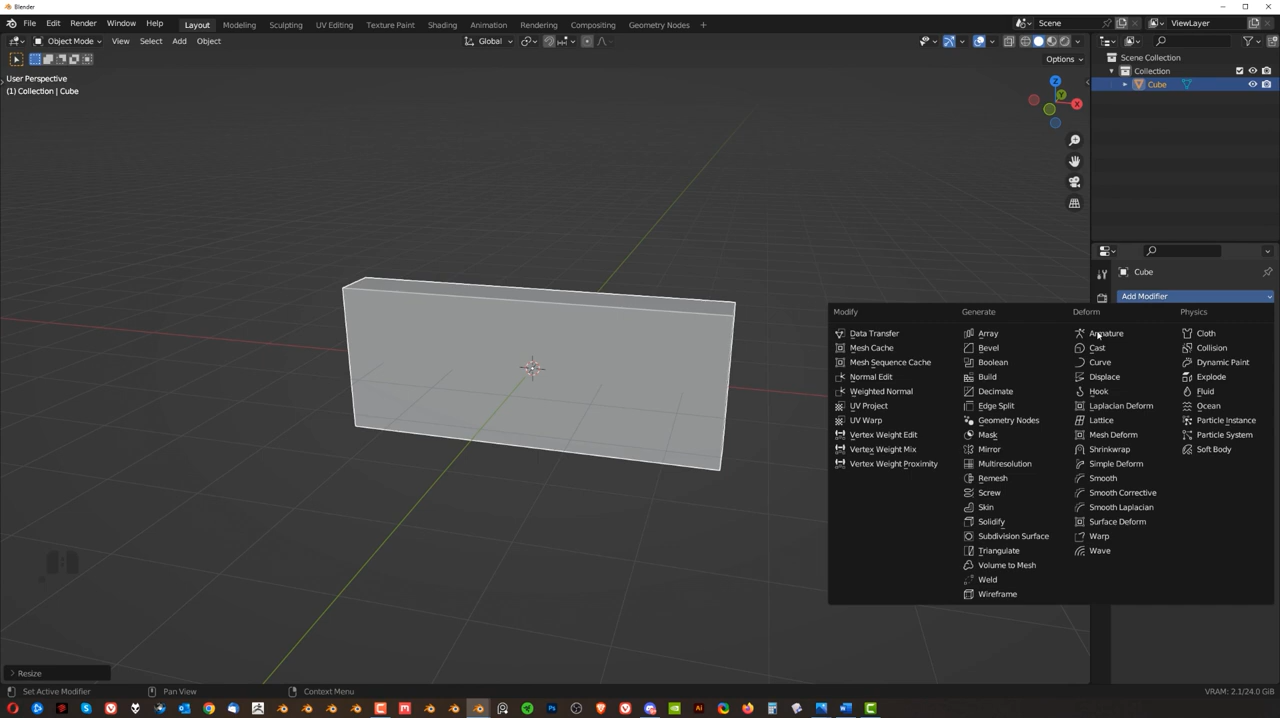 Blender
File Edit Render Window Help Layout Modeling Sculpting UV Editing Texture Paint Shading Animation Rendering Compositing Geometry Nodes + Scene ViewLayer
Object Mode View Select Add Object Global
Options
User Perspective
(1) Collection | Cube
Z
Y
X
Scene Collection
Collection
Cube
Cube
Add Modifier
Modify Generate Deform Physics
Data Transfer Array Armature Cloth
Mesh Cache Bevel Cast Collision
Mesh Sequence Cache Boolean Curve Dynamic Paint
Normal Edit Build Displace Explode
Weighted Normal Decimate Hook Fluid
UV Project Edge Split Laplacian Deform Ocean
UV Warp Geometry Nodes Lattice Particle Instance
Vertex Weight Edit Mask Mesh Deform Particle System
Vertex Weight Mix Mirror Shrinkwrap Soft Body
Vertex Weight Proximity Multiresolution Simple Deform
Remesh Smooth
Screw Smooth Corrective
Skin Smooth Laplacian
Solidify Surface Deform
Subdivision Surface Warp
Triangulate Wave
Volume to Mesh
Weld
Wireframe
Resize
Set Active Modifier Pan View Context Menu VRAM: 2.1/24.0 GiB